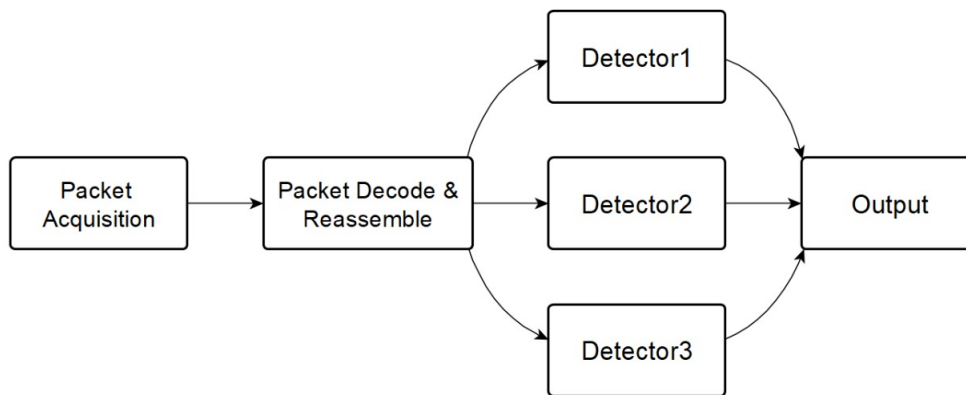 Packet
Acquisition
Packet Decode &
Reassemble
Detector1
Detector2
Detector3
Output